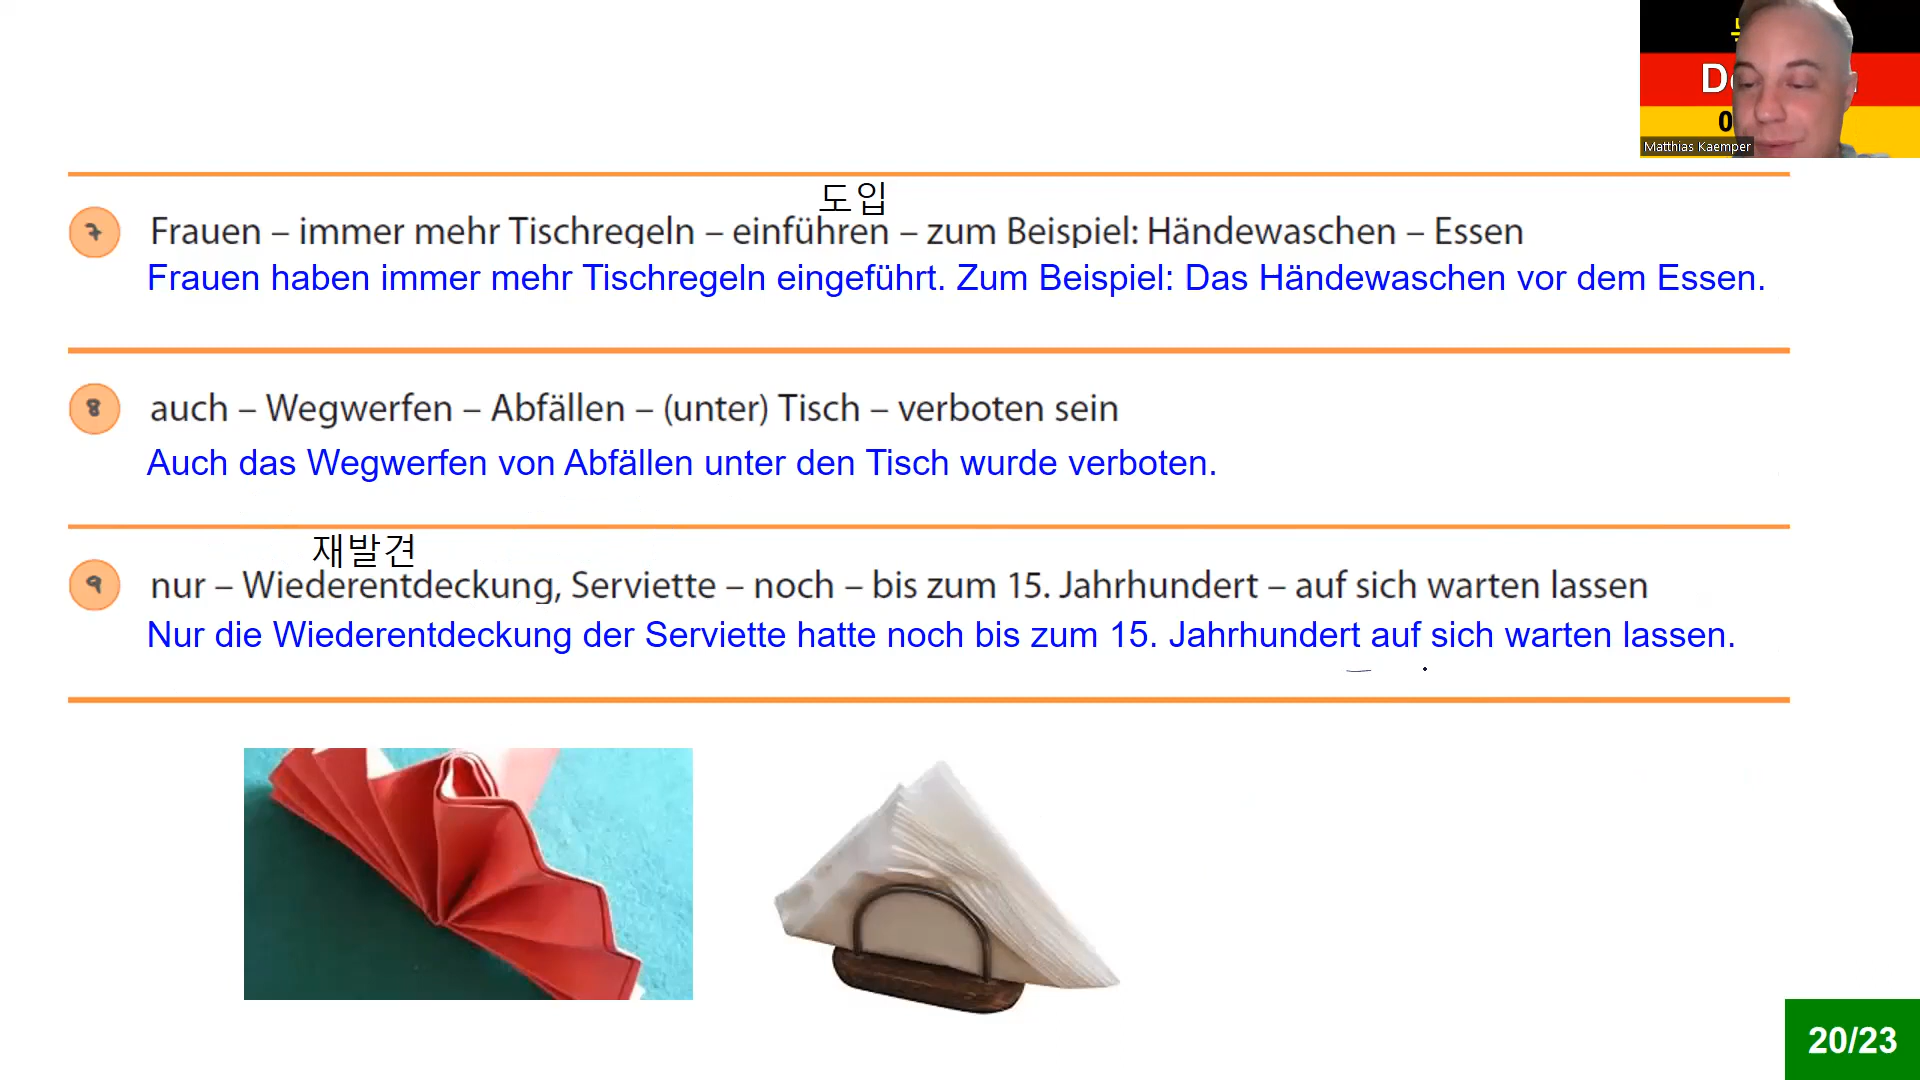 Matthias Kaemper
도입
7 Frauen – immer mehr Tischregeln – einführen – zum Beispiel: Händewaschen – Essen
Frauen haben immer mehr Tischregeln eingeführt. Zum Beispiel: Das Händewaschen vor dem Essen.
8 auch – Wegwerfen – Abfällen – (unter) Tisch – verboten sein
Auch das Wegwerfen von Abfällen unter den Tisch wurde verboten.
재발견
9 nur – Wiederentdeckung, Serviette – noch – bis zum 15. Jahrhundert – auf sich warten lassen
Nur die Wiederentdeckung der Serviette hatte noch bis zum 15. Jahrhundert auf sich warten lassen.
20/23